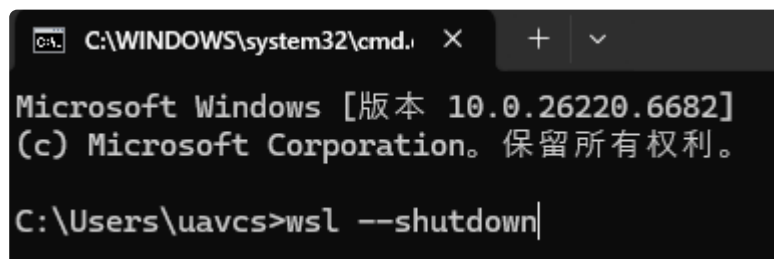 C:\WINDOWS\system32\cmd.
Microsoft Windows [版本 10.0.26220.6682]
(c) Microsoft Corporation。保留所有权利。
C:\Users\uavcs>wsl --shutdown